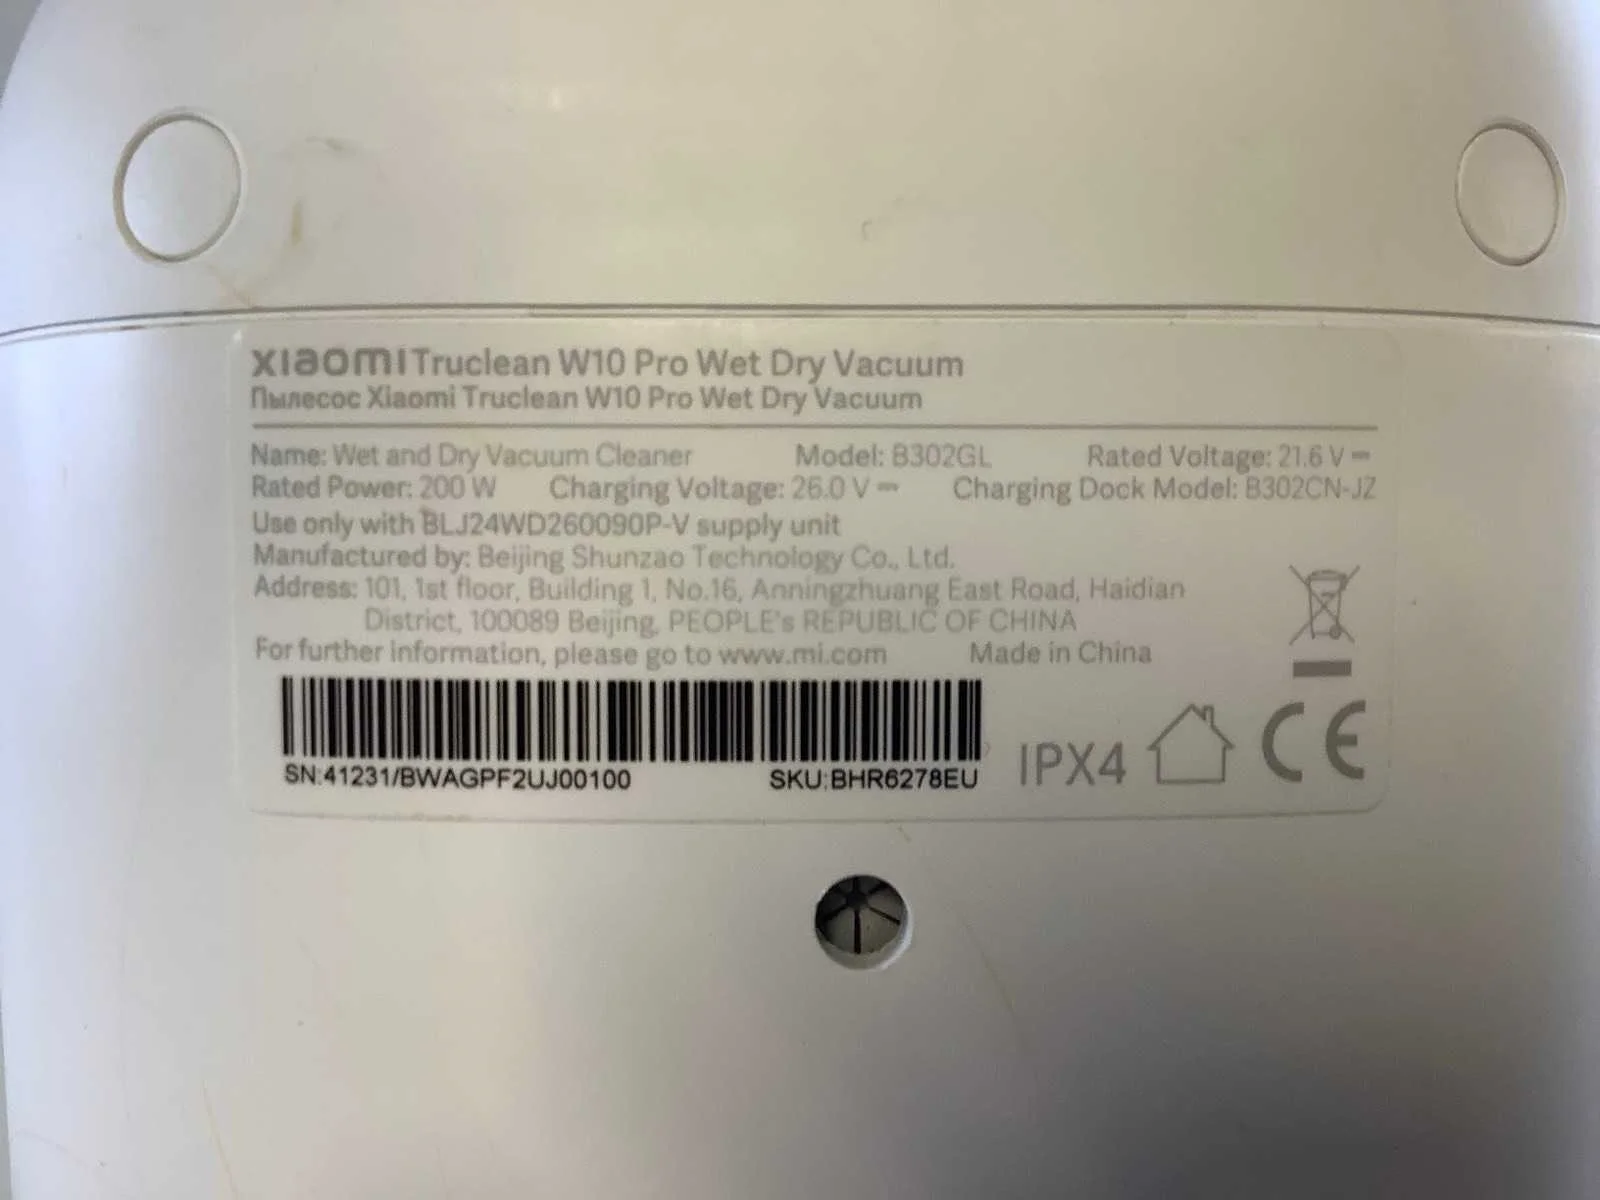 xiaomi Truclean W10 Pro Wet Dry Vacuum
Пылесос Xiaomi Truclean W10 Pro Wet Dry Vacuum
Name: Wet and Dry Vacuum Cleaner Model: B302GL Rated Voltage: 21.6 V ⎓
Rated Power: 200 W Charging Voltage: 26.0 V ⎓ Charging Dock Model: B302CN-JZ
Use only with BLJ24WD260090P-V supply unit
Manufactured by: Beijing Shunzao Technology Co., Ltd.
Address: 101, 1st floor, Building 1, No.16, Anningzhuang East Road, Haidian
District, 100089 Beijing, PEOPLE's REPUBLIC OF CHINA
For further information, please go to www.mi.com Made in China
SN:41231/BWAGPF2UJ00100 SKU:BHR6278EU IPX4 CE